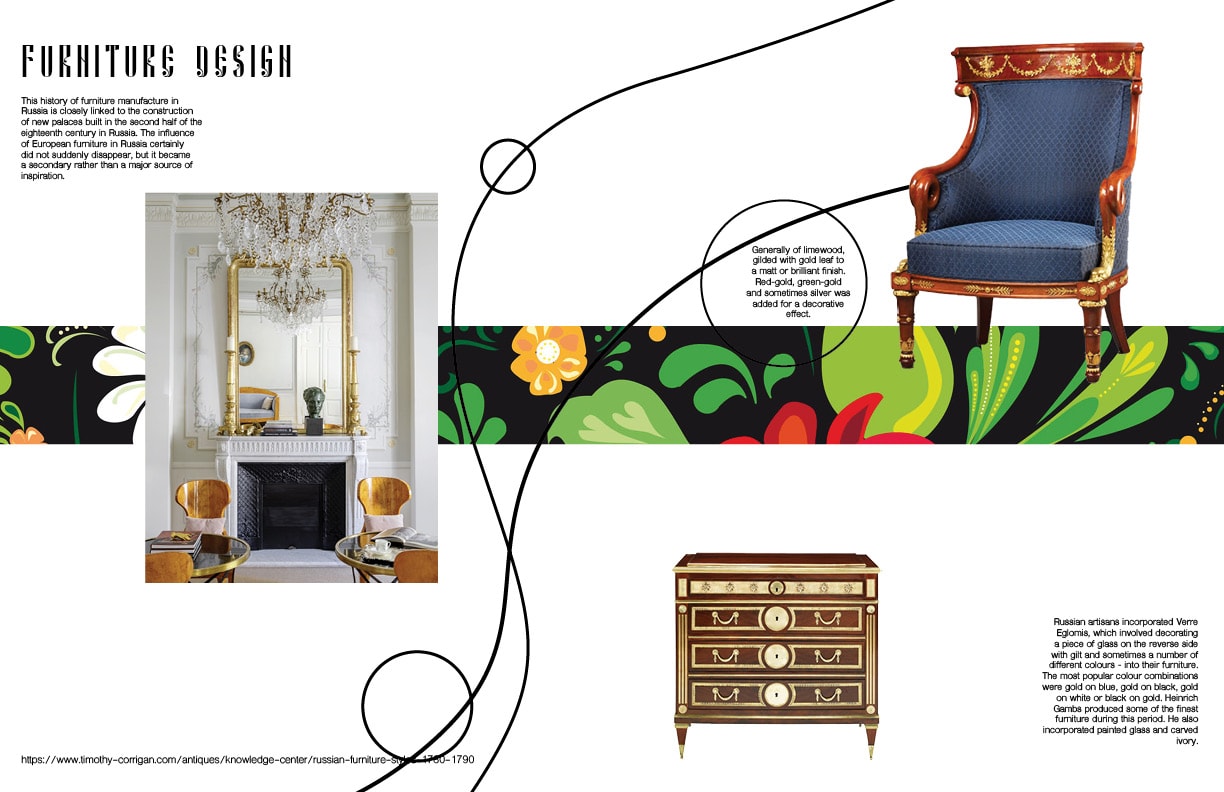 FURNITURE DESIGN
This history of furniture manufacture in
Russia is closely linked to the construction
of new palaces built in the second half of the
eighteenth century in Russia. The influence
of European furniture in Russia certainly
did not suddenly disappear, but it became
a secondary rather than a major source of
inspiration.
Generally of limewood,
gilded with gold leaf to
a matt or brilliant finish.
Red-gold, green-gold
and sometimes silver was
added for a decorative
effect.
Russian artisans incorporated Verre
Eglomis, which involved decorating
a piece of glass on the reverse side
with gilt and sometimes a number of
different colours - into their furniture.
The most popular colour combinations
were gold on blue, gold on black, gold
on white or black on gold. Heinrich
Gambs produced some of the finest
furniture during this period. He also
incorporated painted glass and carved
ivory.
https://www.timothy-corrigan.com/antiques/knowledge-center/russian-furniture-styles-1780-1790